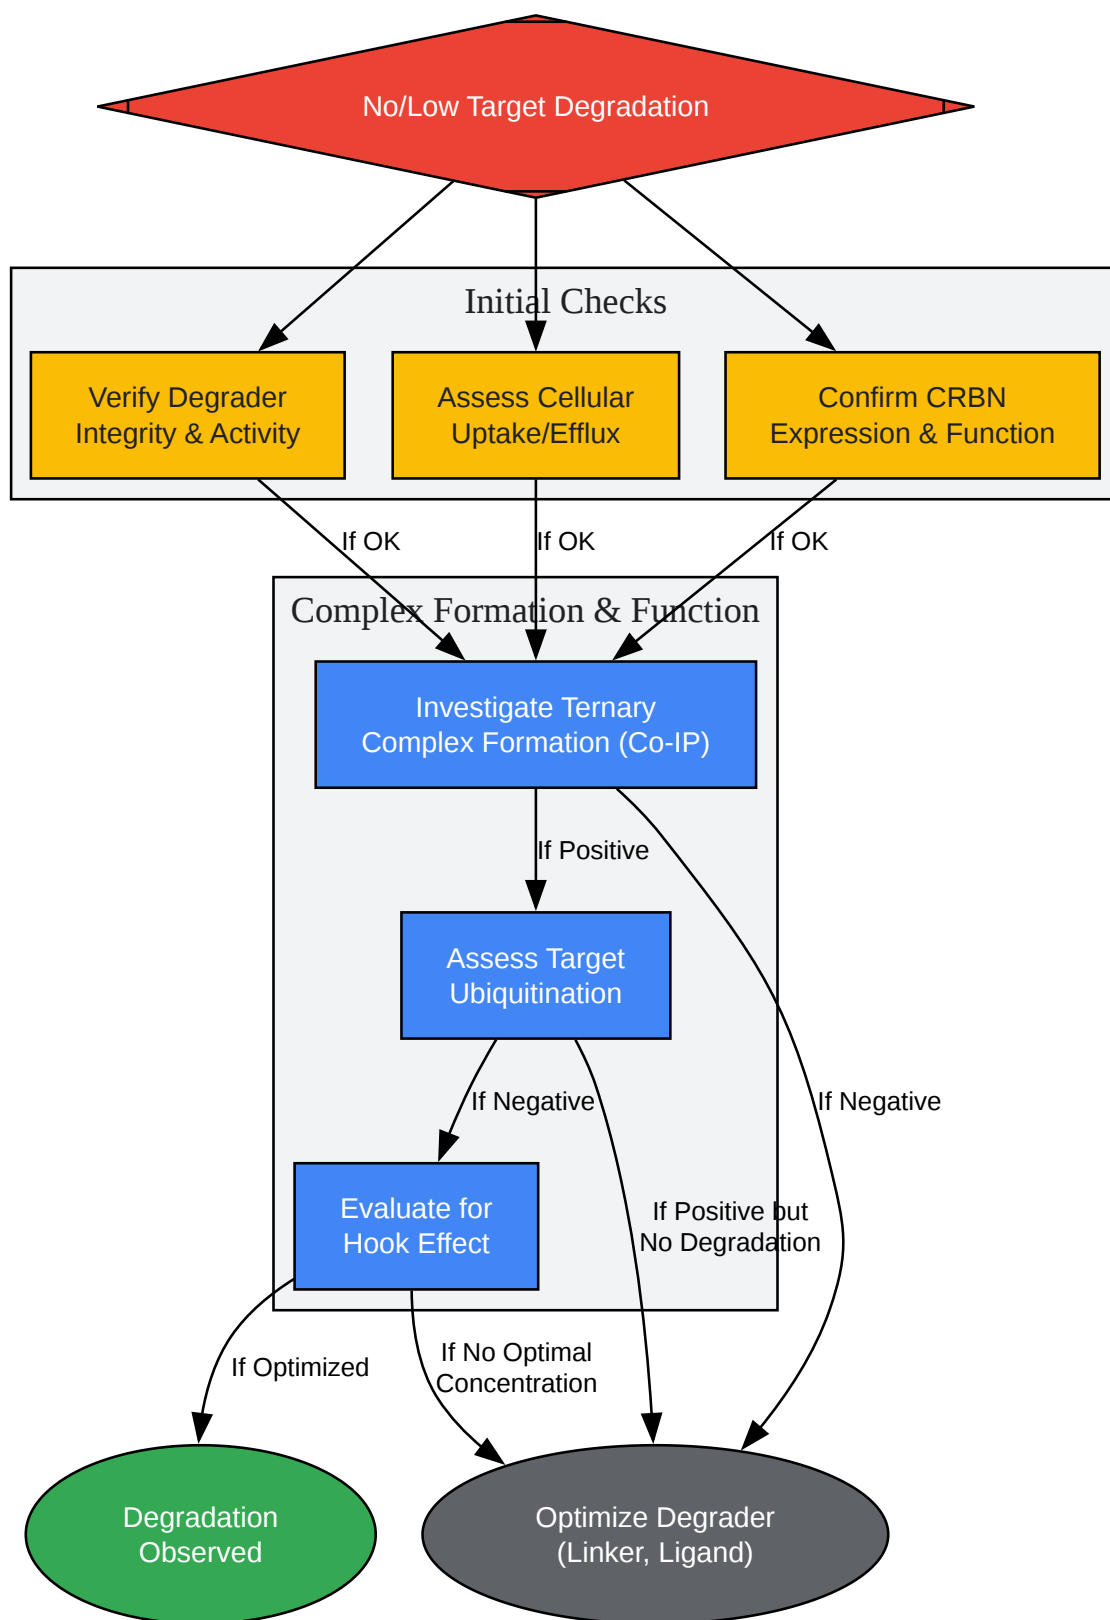 No/Low Target Degradation
Initial Checks
Verify Degrader
Integrity & Activity
Assess Cellular
Uptake/Efflux
Confirm CRBN
Expression & Function
If OK
If OK
If OK
Complex Formation & Function
Investigate Ternary
Complex Formation (Co-IP)
If Positive
Assess Target
Ubiquitination
If Negative
If Negative
Evaluate for
Hook Effect
If Positive but
No Degradation
If Optimized
If No Optimal
Concentration
Degradation
Observed
Optimize Degrader
(Linker, Ligand)